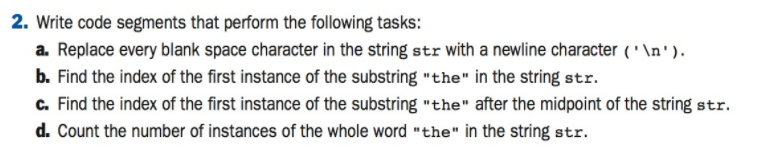 2. Write code segments that perform the following tasks:
a. Replace every blank space character in the string str with a newline character ('\n').
b. Find the index of the first instance of the substring "the" in the string str.
c. Find the index of the first instance of the substring "the" after the midpoint of the string str.
d. Count the number of instances of the whole word "the" in the string str.